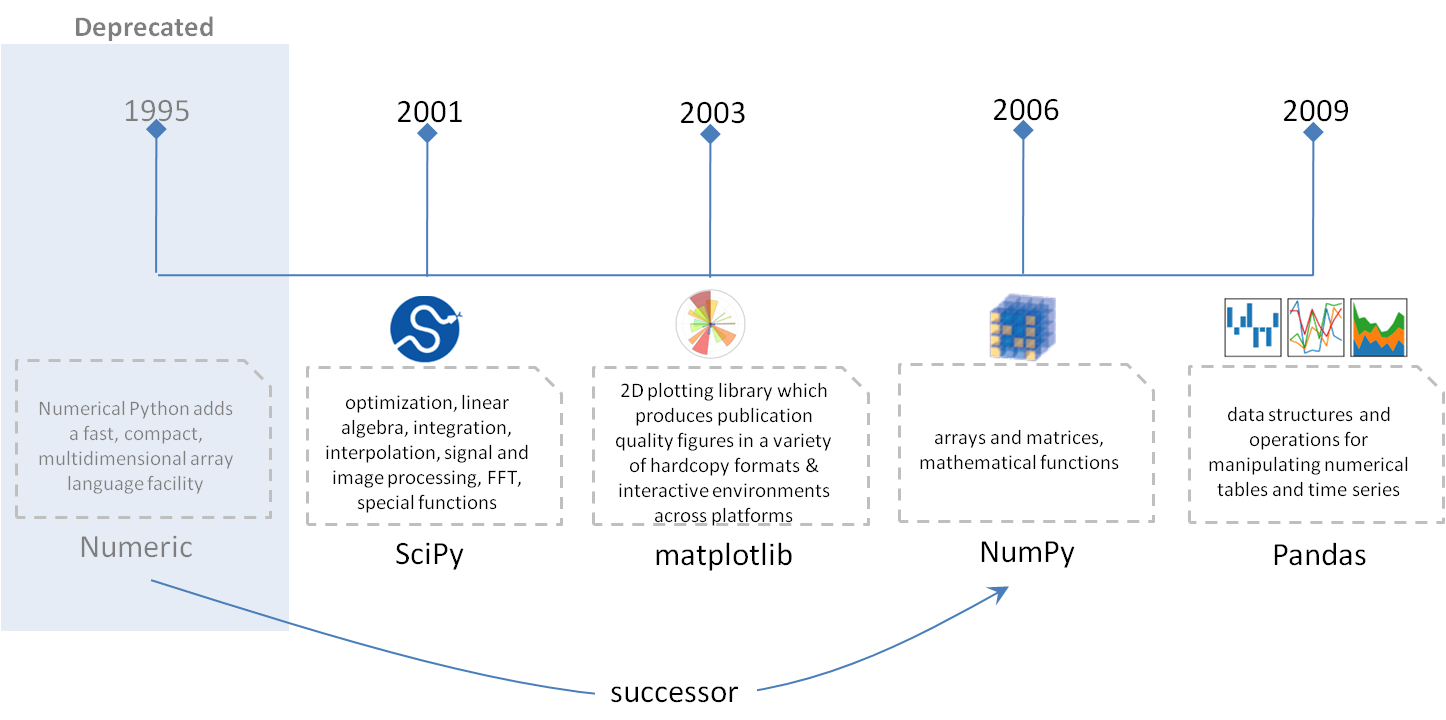 Deprecated
1995
2001
2003
2006
2009
Numerical Python adds
a fast, compact,
multidimensional array
language facility
optimization, linear
algebra, integration,
interpolation, signal and
image processing, FFT,
special functions
2D plotting library which
produces publication
quality figures in a variety
of hardcopy formats &
interactive environments
across platforms
arrays and matrices,
mathematical functions
data structures and
operations for
manipulating numerical
tables and time series
Numeric
SciPy
matplotlib
NumPy
Pandas
successor